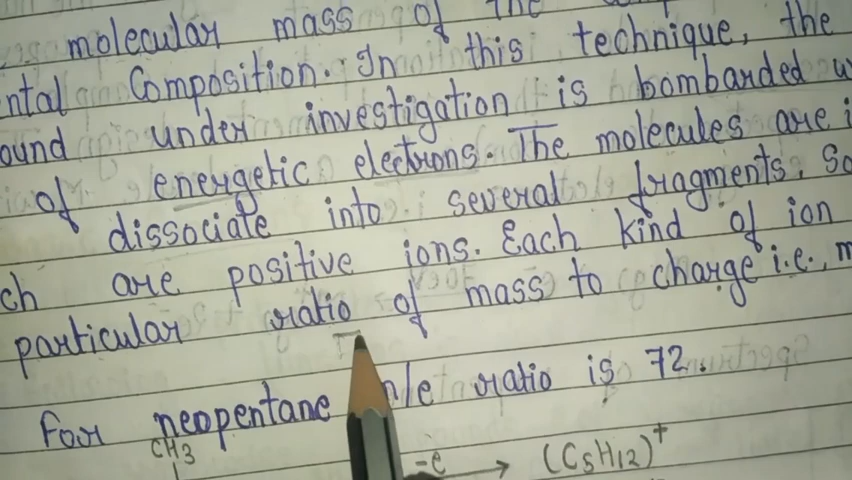 molecular mass of the
ntal Composition. In this technique, the
ound under investigation is bombarded
of energetic electrons. The molecules are i
dissociate into several fragments, So
ch are positive ions. Each kind of ion
particular ratio of mass to charge i.e., m
For neopentane m/e ratio is 72.
CH3
-e → (C5H12)+